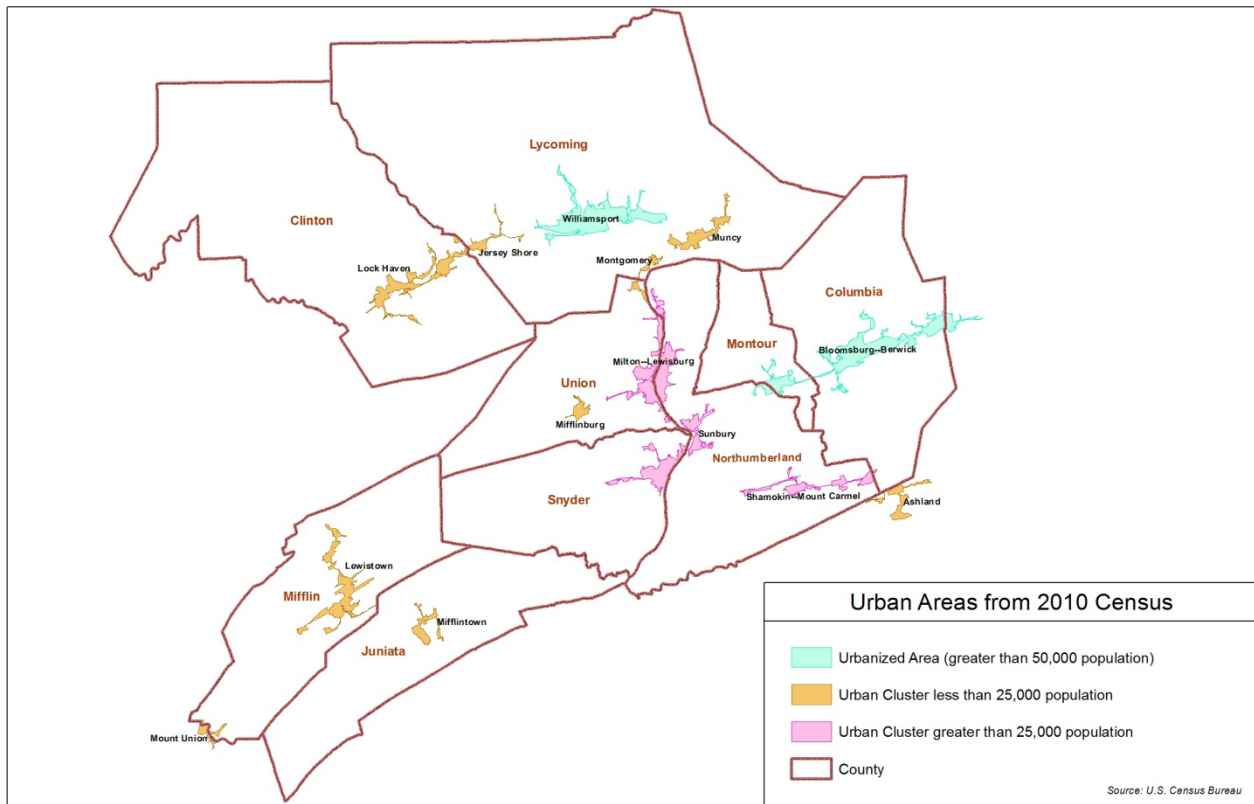 Lycoming
Williamsport
Clinton
Muncy
Jersey Shore
Montgomery
Lock Haven
Columbia
Montour
Bloomsburg--Berwick
Milton--Lewisburg
Union
Mifflinburg
Sunbury
Northumberland
Snyder
Shamokin--Mount Carmel
Ashland
Lewistown
Mifflin
Mifflintown
Juniata
Mount Union
Urban Areas from 2010 Census
Urbanized Area (greater than 50,000 population)
Urban Cluster less than 25,000 population
Urban Cluster greater than 25,000 population
County
Source: U.S. Census Bureau